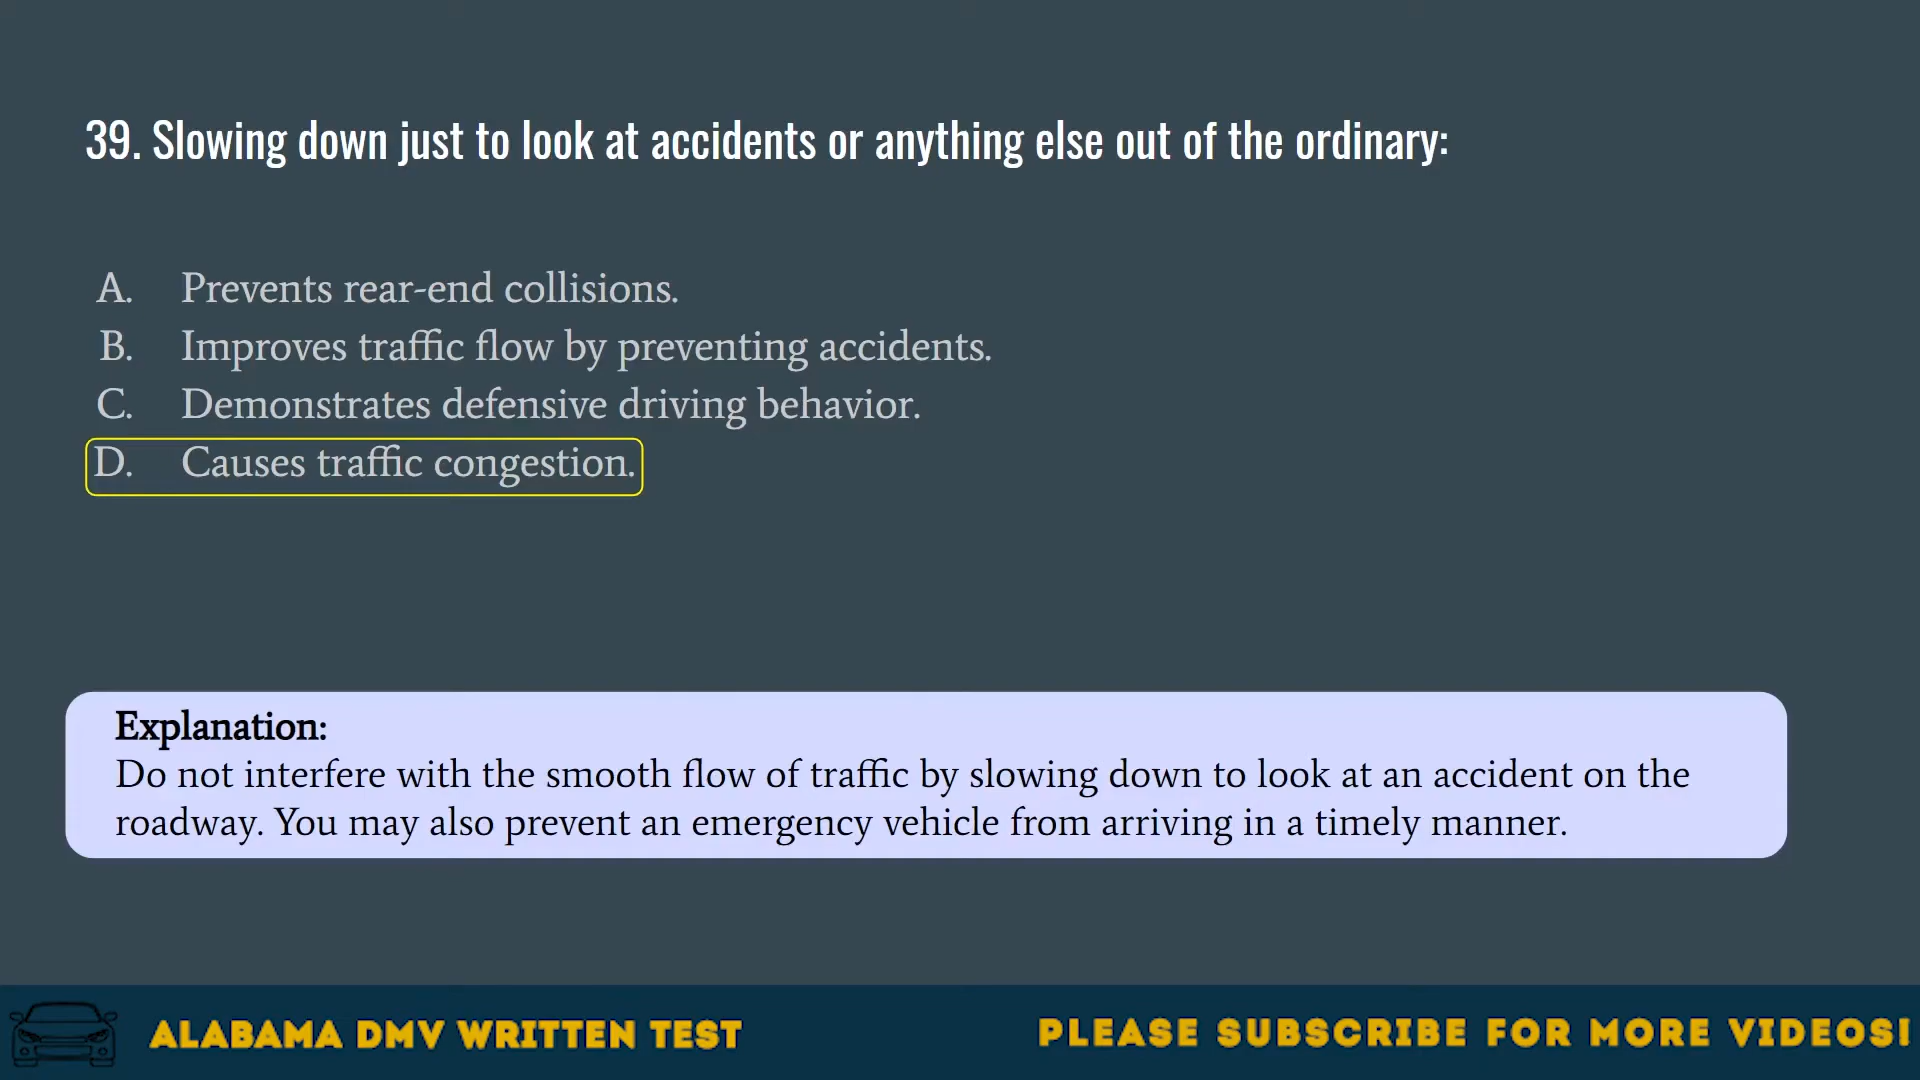 39. Slowing down just to look at accidents or anything else out of the ordinary:
A. Prevents rear-end collisions.
B. Improves traffic flow by preventing accidents.
C. Demonstrates defensive driving behavior.
D. Causes traffic congestion.
Explanation:
Do not interfere with the smooth flow of traffic by slowing down to look at an accident on the
roadway. You may also prevent an emergency vehicle from arriving in a timely manner.
ALABAMA DMV WRITTEN TEST
PLEASE SUBSCRIBE FOR MORE VIDEOS!